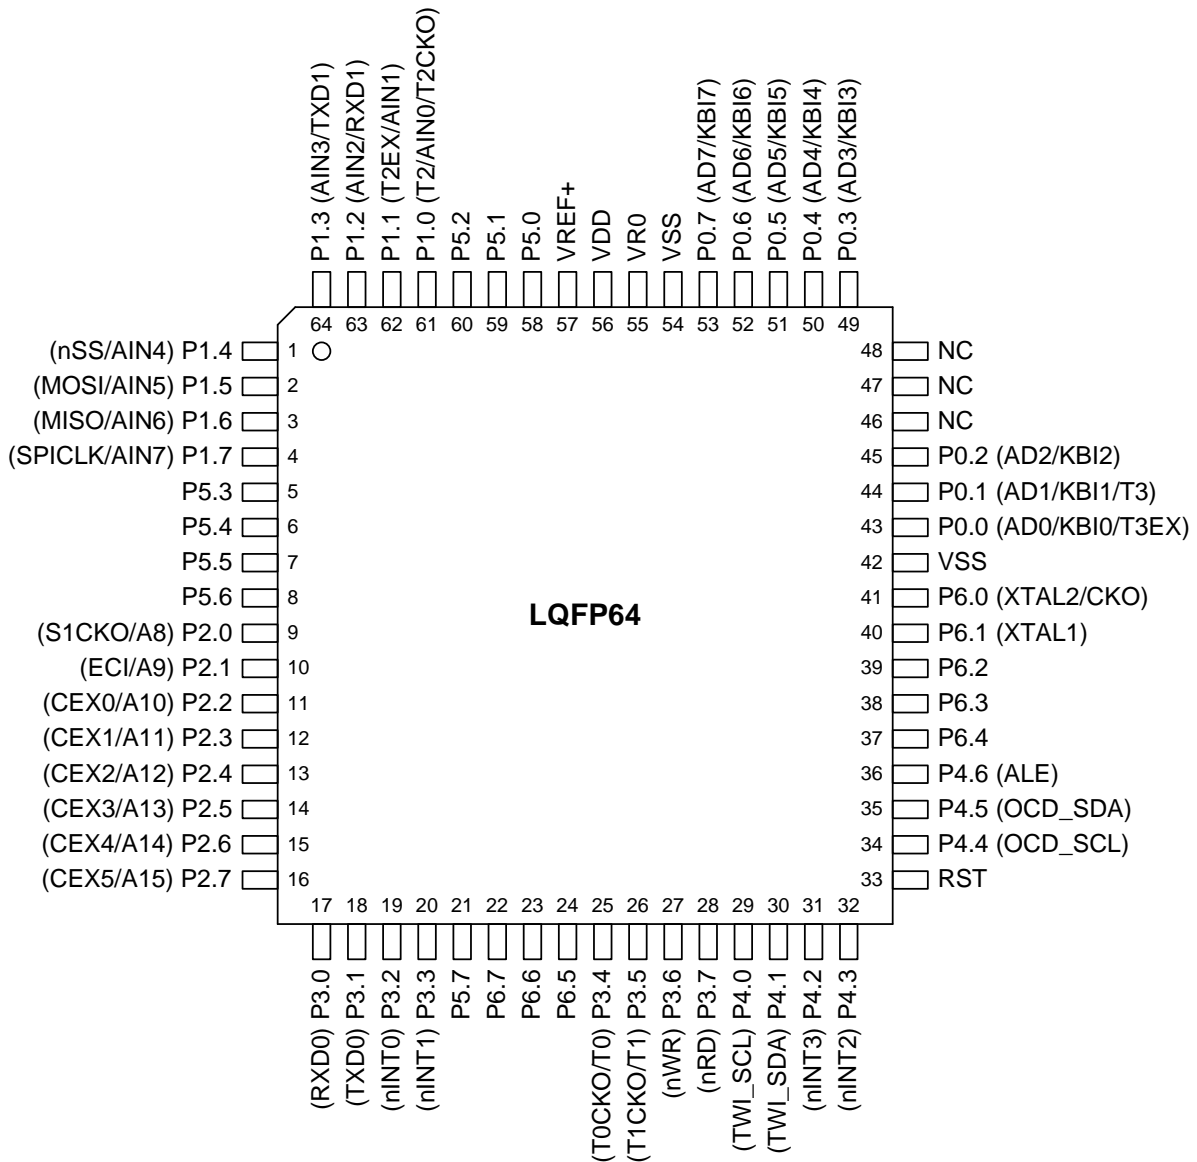 P1.3 (AIN3/TXD1)
P1.2 (AIN2/RXD1)
P1.1 (T2EX/AIN1)
P1.0 (T2/AIN0/T2CKO)
P5.2
P5.1
P5.0
VREF+
VDD
VR0
VSS
P0.7 (AD7/KBI7)
P0.6 (AD6/KBI6)
P0.5 (AD5/KBI5)
P0.4 (AD4/KBI4)
P0.3 (AD3/KBI3)
64 63 62 61 60 59 58 57 56 55 54 53 52 51 50 49
(nSS/AIN4) P1.4 1
(MOSI/AIN5) P1.5 2
(MISO/AIN6) P1.6 3
(SPICLK/AIN7) P1.7 4
P5.3 5
P5.4 6
P5.5 7
P5.6 8
(S1CKO/A8) P2.0 9
(ECI/A9) P2.1 10
(CEX0/A10) P2.2 11
(CEX1/A11) P2.3 12
(CEX2/A12) P2.4 13
(CEX3/A13) P2.5 14
(CEX4/A14) P2.6 15
(CEX5/A15) P2.7 16
LQFP64
48 NC
47 NC
46 NC
45 P0.2 (AD2/KBI2)
44 P0.1 (AD1/KBI1/T3)
43 P0.0 (AD0/KBI0/T3EX)
42 VSS
41 P6.0 (XTAL2/CKO)
40 P6.1 (XTAL1)
39 P6.2
38 P6.3
37 P6.4
36 P4.6 (ALE)
35 P4.5 (OCD_SDA)
34 P4.4 (OCD_SCL)
33 RST
17 18 19 20 21 22 23 24 25 26 27 28 29 30 31 32
(RXD0) P3.0
(TXD0) P3.1
(nINT0) P3.2
(nINT1) P3.3
P5.7
P6.7
P6.6
P6.5
(T0CKO/T0) P3.4
(T1CKO/T1) P3.5
(nWR) P3.6
(nRD) P3.7
(TWI_SCL) P4.0
(TWI_SDA) P4.1
(nINT3) P4.2
(nINT2) P4.3